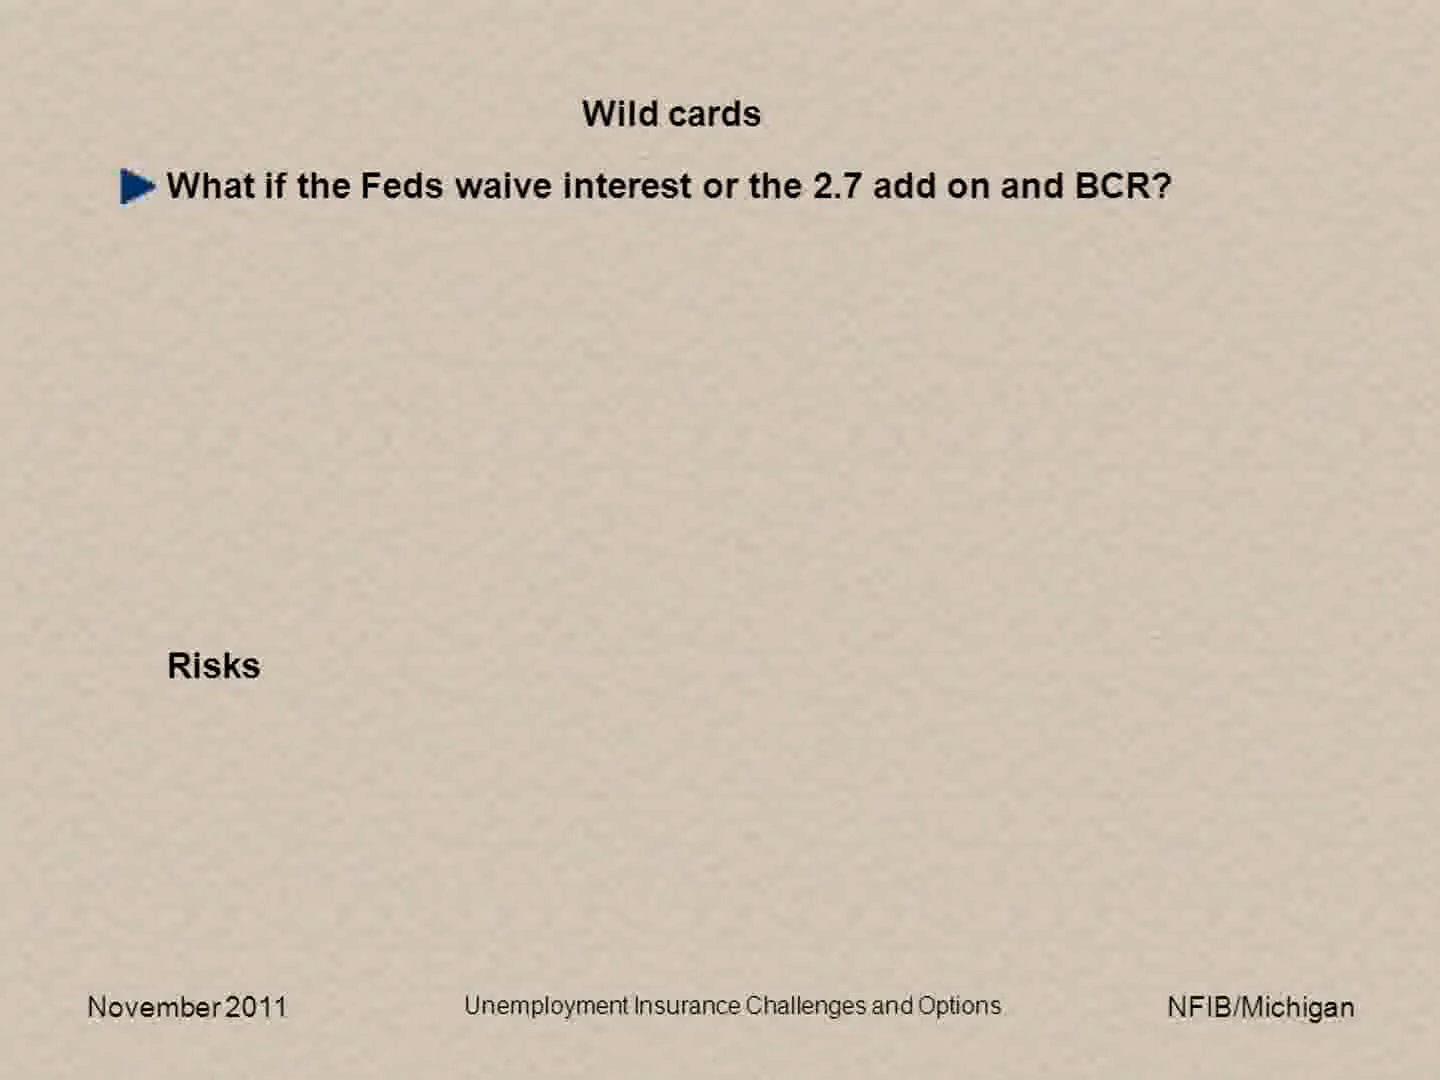 Wild cards
What if the Feds waive interest or the 2.7 add on and BCR?
Risks
November 2011
Unemployment Insurance Challenges and Options
NFIB/Michigan